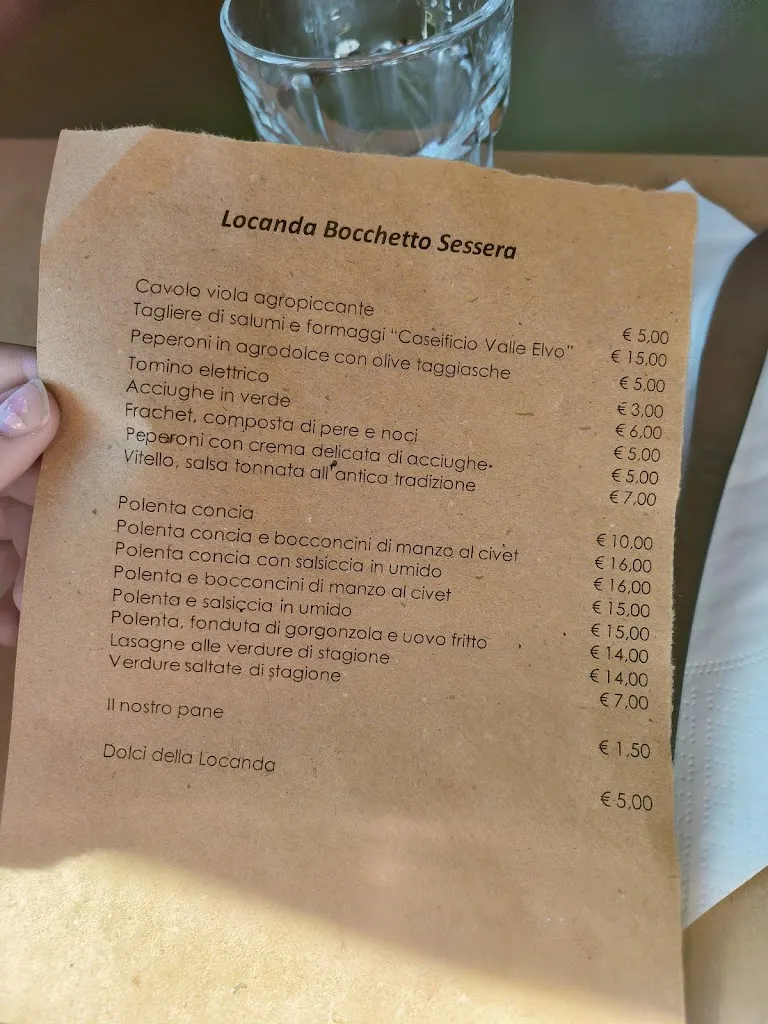 Locanda Bocchetto Sessera
Cavolo viola agropiccante € 5,00
Tagliere di salumi e formaggi “Caseificio Valle Elvo” € 15,00
Peperoni in agrodolce con olive taggiasche € 5,00
Tomino elettrico € 3,00
Acciughe in verde € 6,00
Frachet, composta di pere e noci € 5,00
Peperoni con crema delicata di acciughe € 5,00
Vitello, salsa tonnata all'antica tradizione € 7,00
Polenta concia € 10,00
Polenta concia e bocconcini di manzo al civet € 16,00
Polenta concia con salsiccia in umido € 16,00
Polenta e bocconcini di manzo al civet € 15,00
Polenta e salsiccia in umido € 15,00
Polenta, fonduta di gorgonzola e uovo fritto € 14,00
Lasagne alle verdure di stagione € 14,00
Verdure saltate di stagione € 7,00
Il nostro pane € 1,50
Dolci della Locanda € 5,00